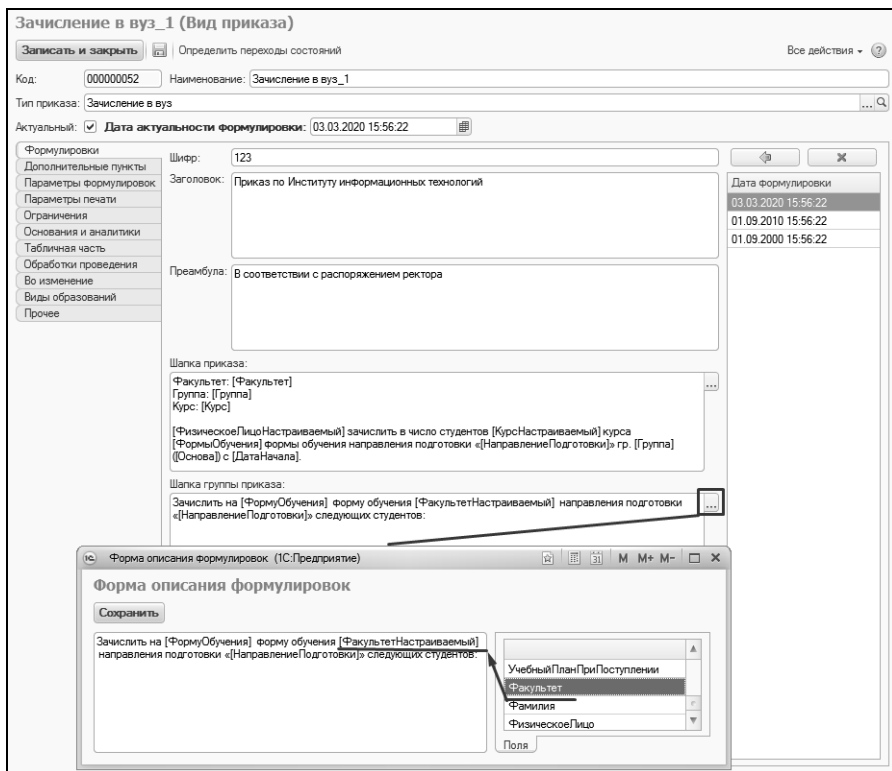 Зачисление в вуз_1 (Вид приказа)
Записать и закрыть Определить переходы состояний Все действия ?
Код: 000000052 Наименование: Зачисление в вуз_1
Тип приказа: Зачисление в вуз ...
Актуальный: Дата актуальности формулировки: 03.03.2020 15:56:22
Формулировки
Дополнительные пункты
Параметры формулировок
Параметры печати
Ограничения
Основания и аналитики
Табличная часть
Обработки проведения
Во изменение
Виды образований
Прочее
Шифр: 123
Заголовок: Приказ по Институту информационных технологий
Преамбула: В соответствии с распоряжением ректора
Шапка приказа:
Факультет: [Факультет]
Группа: [Группа]
Курс: [Курс]
[ФизическоеЛицоНастраиваемый] зачислить в число студентов [КурсНастраиваемый] курса
[ФормыОбучения] формы обучения направления подготовки «[НаправлениеПодготовки]» гр. [Группа]
([Основа]) с [ДатаНачала].
...
Шапка группы приказа:
Зачислить на [ФормуОбучения] форму обучения [ФакультетНастраиваемый] направления подготовки
«[НаправлениеПодготовки]» следующих студентов:
...
Дата формулировки
03.03.2020 15:56:22
01.09.2010 15:56:22
01.09.2000 15:56:22
1С Форма описания формулировок (1С:Предприятие) 31 M M+ M-
Форма описания формулировок
Сохранить
Зачислить на [ФормуОбучения] форму обучения [ФакультетНастраиваемый]
направления подготовки «[НаправлениеПодготовки]» следующих студентов:
УчебныйПланПриПоступлении
Факультет
Фамилия
ФизическоеЛицо
Поля